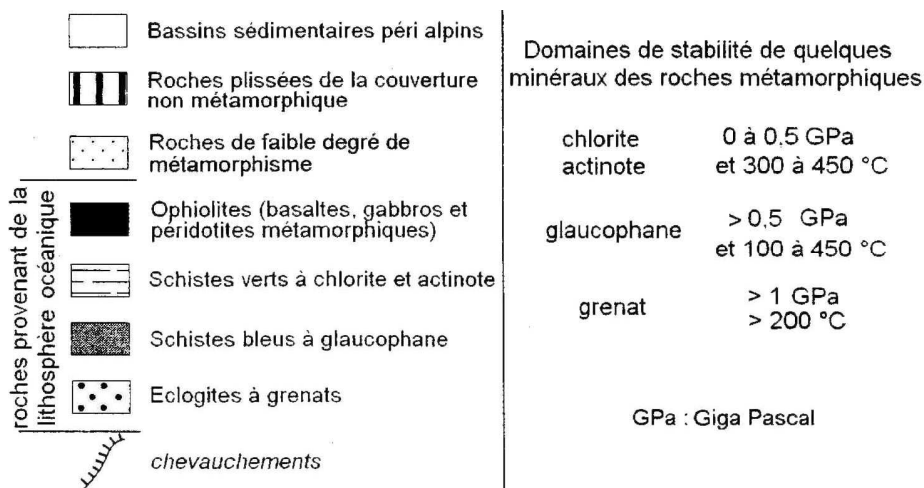 Bassins sédimentaires péri alpins
Roches plissées de la couverture
non métamorphique
Roches de faible degré de
métamorphisme
roches provenant de la
lithosphère océanique
Ophiolites (basaltes, gabbros et
péridotites métamorphiques)
Schistes verts à chlorite et actinote
Schistes bleus à glaucophane
Eclogites à grenats
chevauchements
Domaines de stabilité de quelques
minéraux des roches métamorphiques
chlorite 0 à 0,5 GPa
actinote et 300 à 450 °C
glaucophane > 0,5 GPa
et 100 à 450 °C
grenat > 1 GPa
> 200 °C
GPa : Giga Pascal